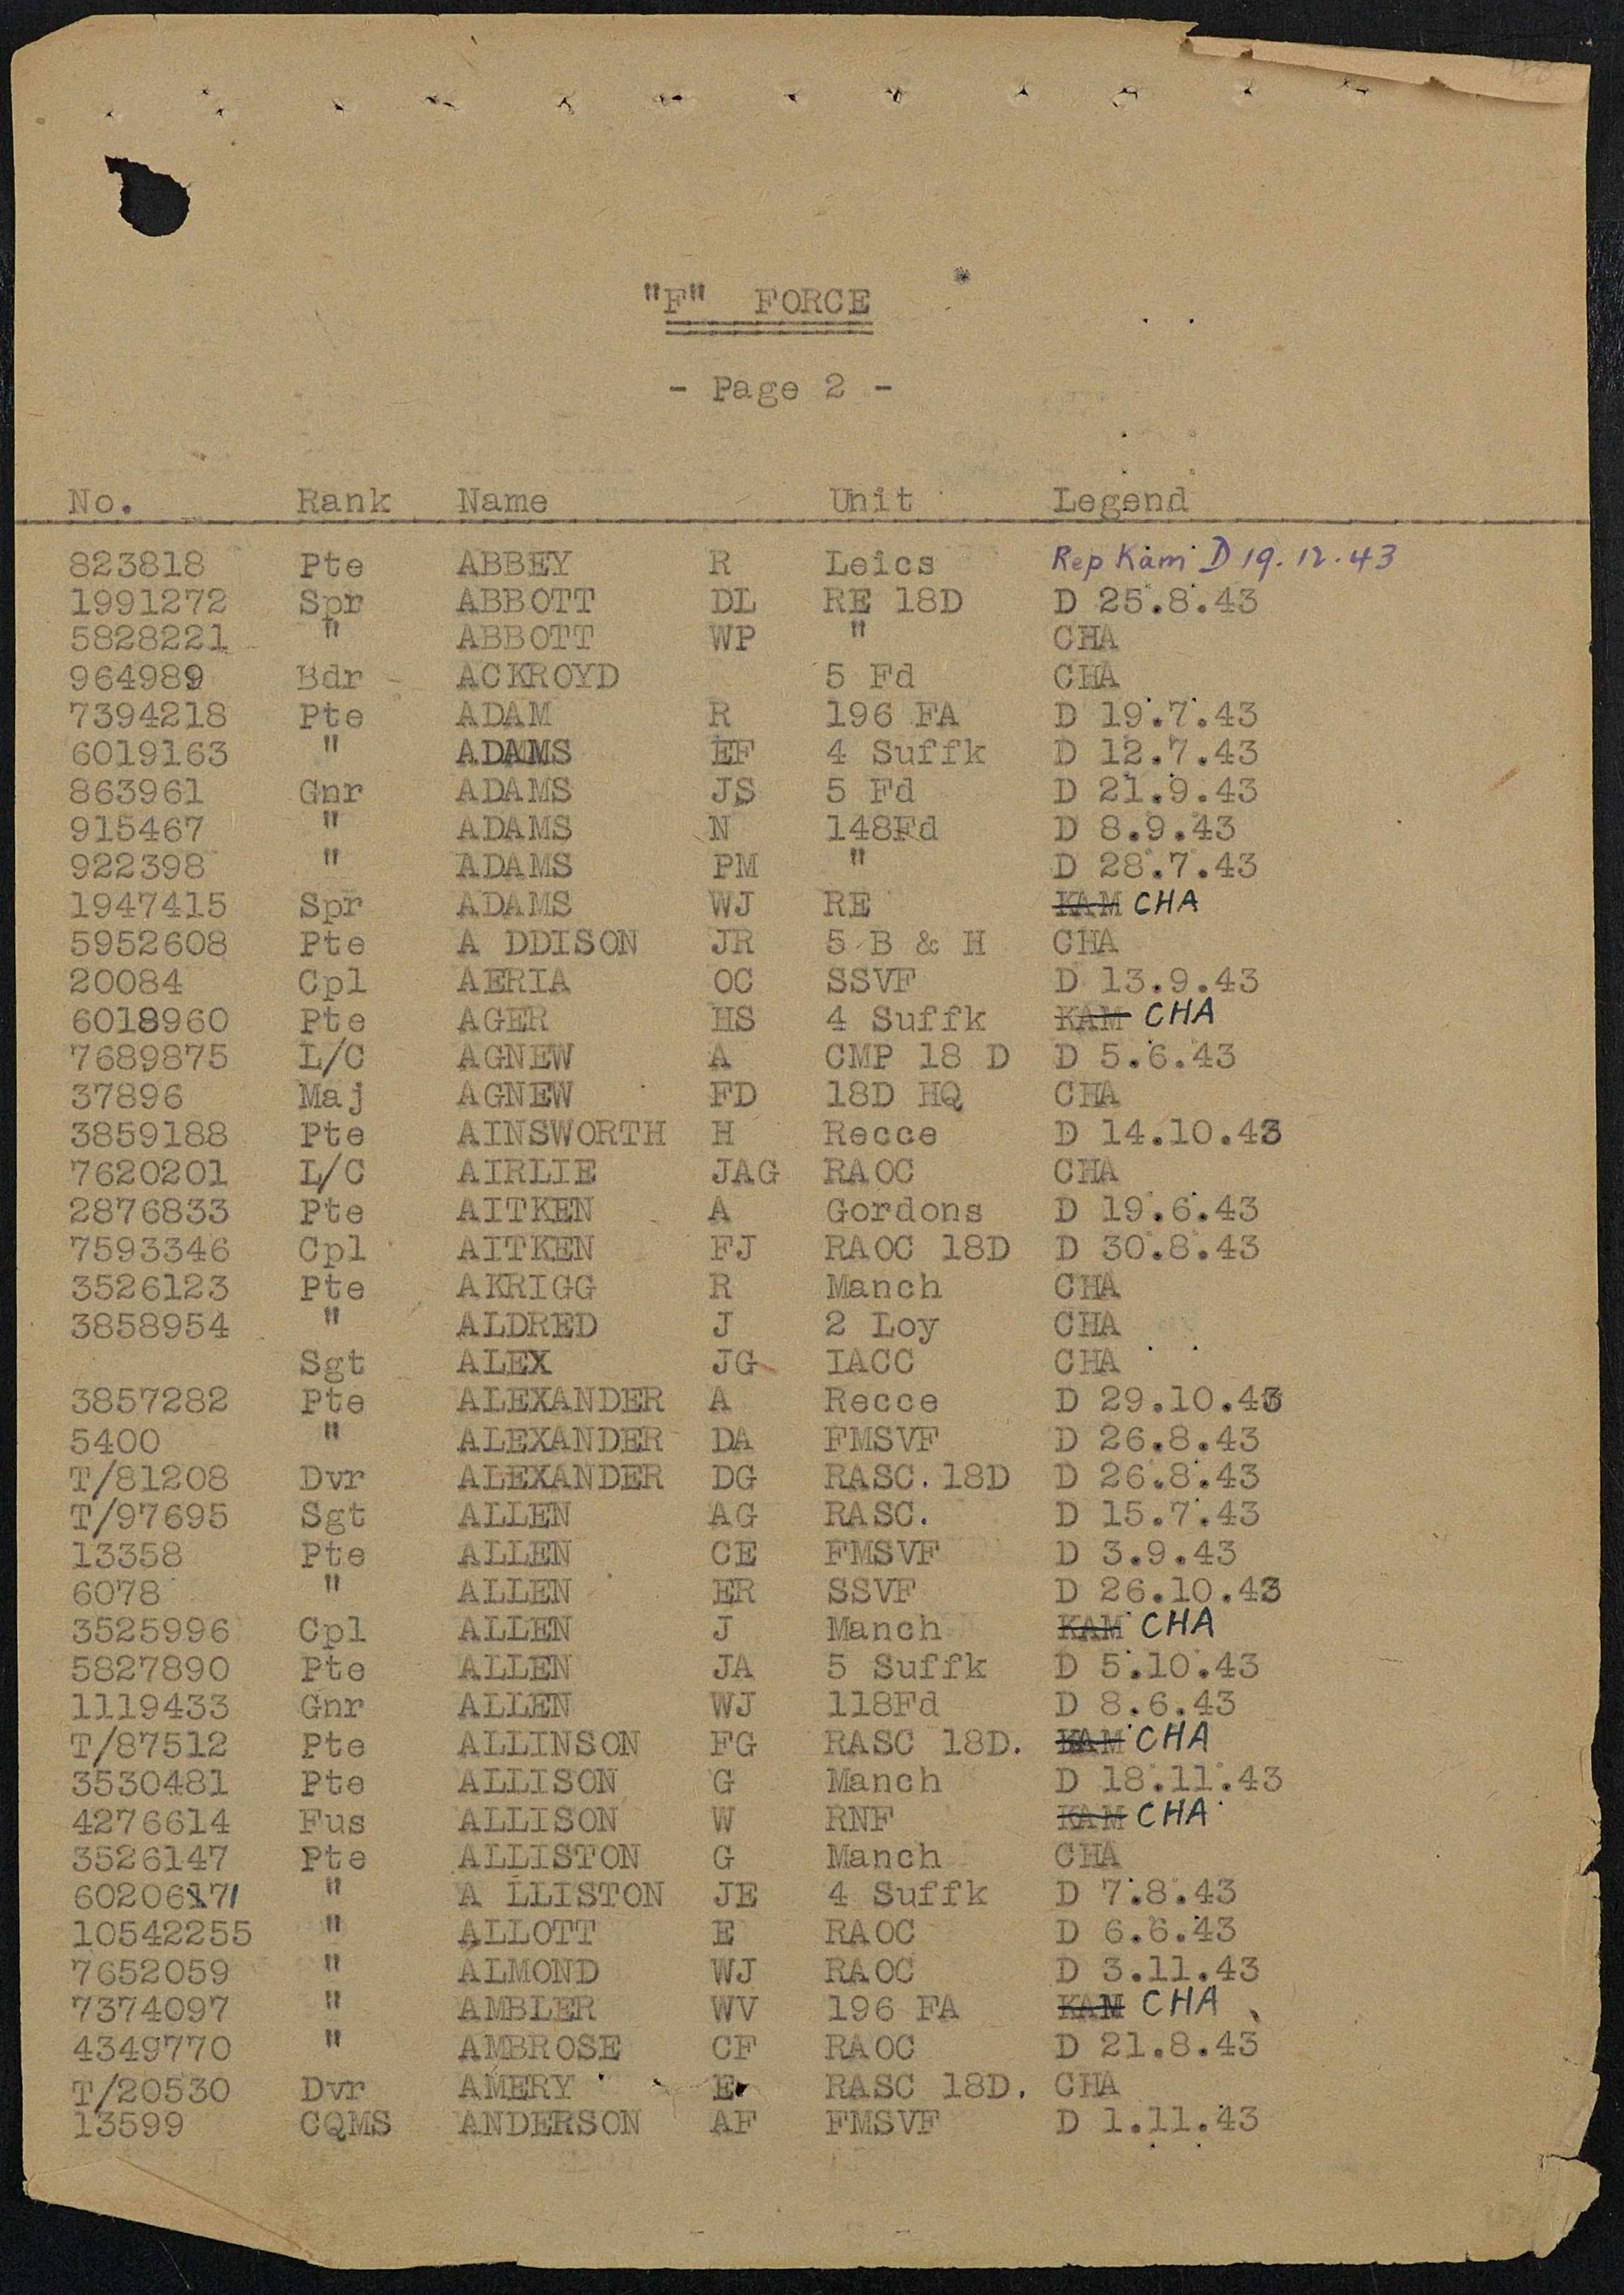 "F" FORCE
- Page 2 -
No. Rank Name Unit Legend
823818 Pte ABBEY R Leics Rep Kam D 19.12.43
1991272 Spr ABBOTT DL RE 18D D 25.8.43
5828221 " ABBOTT WP " CHA
964989 Bdr ACKROYD 5 Fd CHA
7394218 Pte ADAM R 196 FA D 19.7.43
6019163 " ADAMS EF 4 Suffk D 12.7.43
863961 Gnr ADAMS JS 5 Fd D 21.9.43
915467 " ADAMS N 148Fd D 8.9.43
922398 " ADAMS PM " D 28.7.43
1947415 Spr ADAMS WJ RE KAM CHA
5952608 Pte A DDISON JR 5 B & H CHA
20084 Cpl AERIA OC SSVF D 13.9.43
6018960 Pte AGER HS 4 Suffk KAM CHA
7689875 L/C AGNEW A CMP 18 D D 5.6.43
37896 Maj AGNEW FD 18D HQ CHA
3859188 Pte AINSWORTH H Recce D 14.10.43
7620201 L/C AIRLIE JAG RAOC CHA
2876833 Pte AITKEN A Gordons D 19.6.43
7593346 Cpl AITKEN FJ RAOC 18D D 30.8.43
3526123 Pte AKRIGG R Manch CHA
3858954 " ALDRED J 2 Loy CHA
Sgt ALEX JG IACC CHA
3857282 Pte ALEXANDER A Recce D 29.10.43
5400 " ALEXANDER DA FMSVF D 26.8.43
T/81208 Dvr ALEXANDER DG RASC.18D D 26.8.43
T/97695 Sgt ALLEN AG RASC. D 15.7.43
13358 Pte ALLEN CE FMSVF D 3.9.43
6078 " ALLEN ER SSVF D 26.10.43
3525996 Cpl ALLEN J Manch KAM CHA
5827890 Pte ALLEN JA 5 Suffk D 5.10.43
1119433 Gnr ALLEN WJ 118Fd D 8.6.43
T/87512 Pte ALLINSON FG RASC 18D. KAM CHA
3530481 Pte ALLISON G Manch D 18.11.43
4276614 Fus ALLISON W RNF KAM CHA
3526147 Pte ALLISTON G Manch CHA
" A LLISTON JE 4 Suffk D 7.8.43
10542255 " ALLOTT E RAOC D 6.6.43
7652059 " ALMOND WJ RAOC D 3.11.43
7374097 " AMBLER WV 196 FA KAM CHA
4349770 " AMBROSE CF RAOC D 21.8.43
T/20530 Dvr AMERY E RASC 18D. CHA
13599 CQMS ANDERSON AF FMSVF D 1.11.43